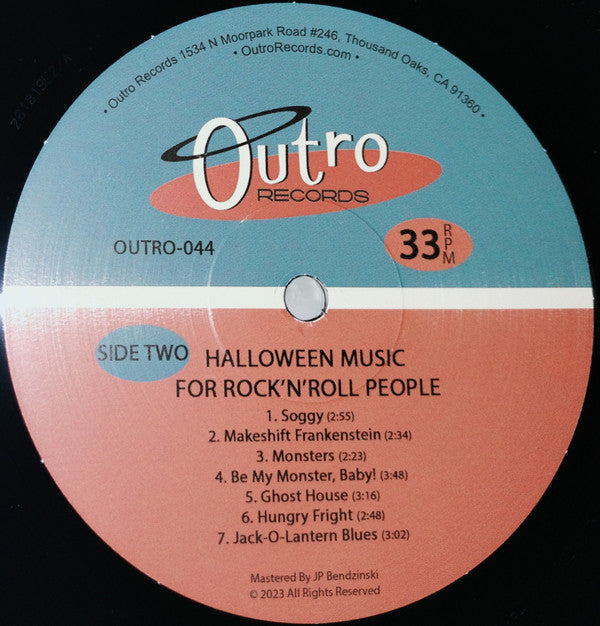 • Outro Records 1534 N Moorpark Road #246, Thousand Oaks, CA 91360 •
• OutroRecords.com •
Outro
RECORDS
OUTRO-044
33 RPM
SIDE TWO
HALLOWEEN MUSIC
FOR ROCK'N'ROLL PEOPLE
1. Soggy (2:55)
2. Makeshift Frankenstein (2:34)
3. Monsters (2:23)
4. Be My Monster, Baby! (3:48)
5. Ghost House (3:16)
6. Hungry Fright (2:48)
7. Jack-O-Lantern Blues (3:02)
Mastered By JP Bendzinski
© 2023 All Rights Reserved